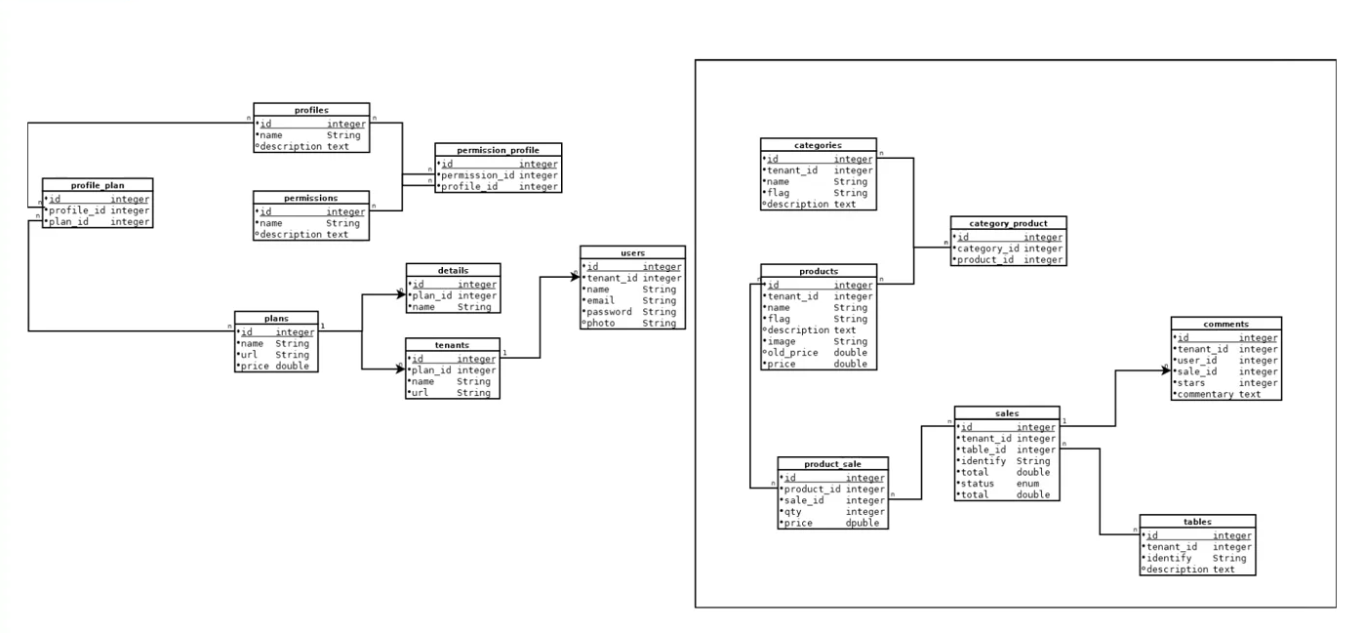 profiles
id integer
name String
description text
permission_profile
id integer
permission_id integer
profile_id integer
profile_plan
id integer
profile_id integer
plan_id integer
permissions
id integer
name String
description text
users
id integer
tenant_id integer
name String
email String
password String
photo String
details
id integer
plan_id integer
name String
plans
id integer
name String
url String
price double
tenants
id integer
plan_id integer
name String
url String
categories
id integer
tenant_id integer
name String
flag String
description text
category_product
id integer
category_id integer
product_id integer
products
id integer
tenant_id integer
name String
flag String
description text
image String
old_price double
price double
comments
id integer
tenant_id integer
user_id integer
sale_id integer
stars integer
commentary text
sales
id integer
tenant_id integer
table_id integer
identify String
total double
status enum
total double
product_sale
id integer
product_id integer
sale_id integer
qty integer
price dpuble
tables
id integer
tenant_id integer
identify String
description text